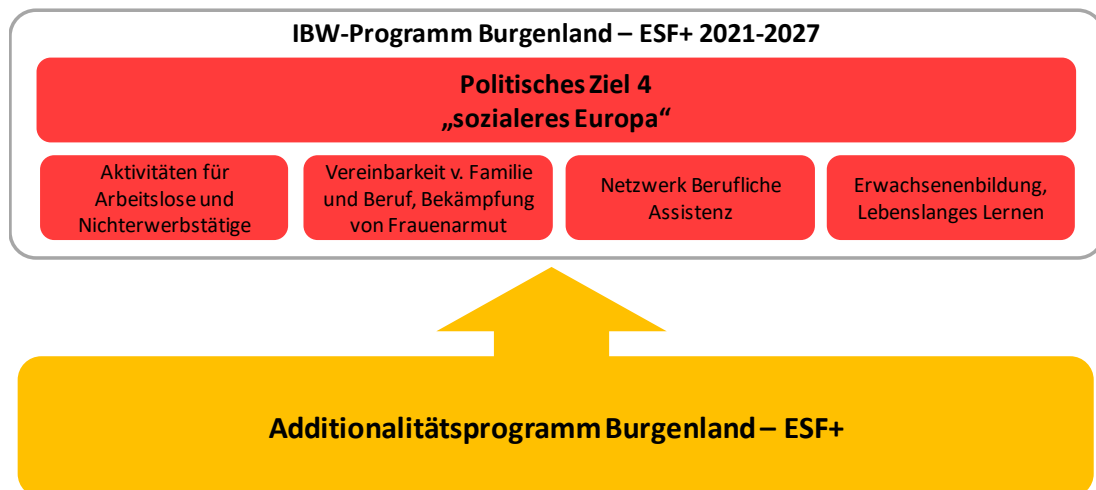 IBW-Programm Burgenland – ESF+ 2021-2027
Politisches Ziel 4
„sozialeres Europa“
Aktivitäten für
Arbeitslose und
Nichterwerbstätige
Vereinbarkeit v. Familie
und Beruf, Bekämpfung
von Frauenarmut
Netzwerk Berufliche
Assistenz
Erwachsenenbildung,
Lebenslanges Lernen
Additionalitätsprogramm Burgenland – ESF+